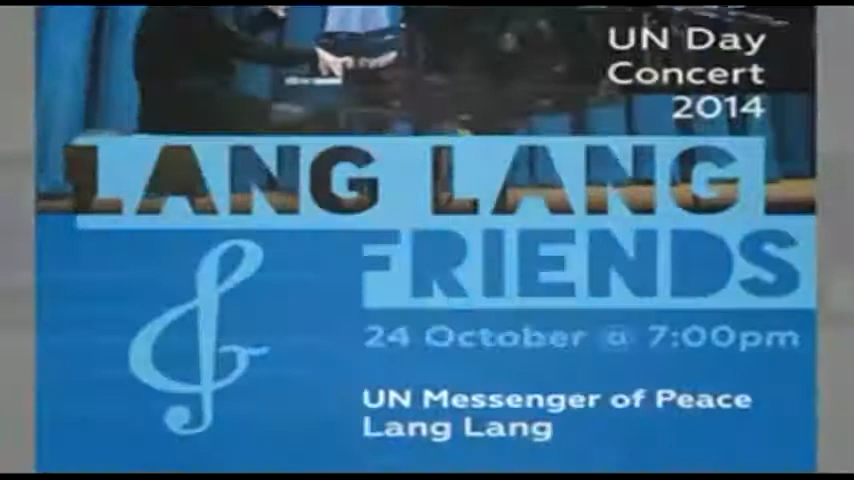 UN Day
Concert
2014
LANG LANG
& FRIENDS
24 October @ 7:00pm
UN Messenger of Peace
Lang Lang